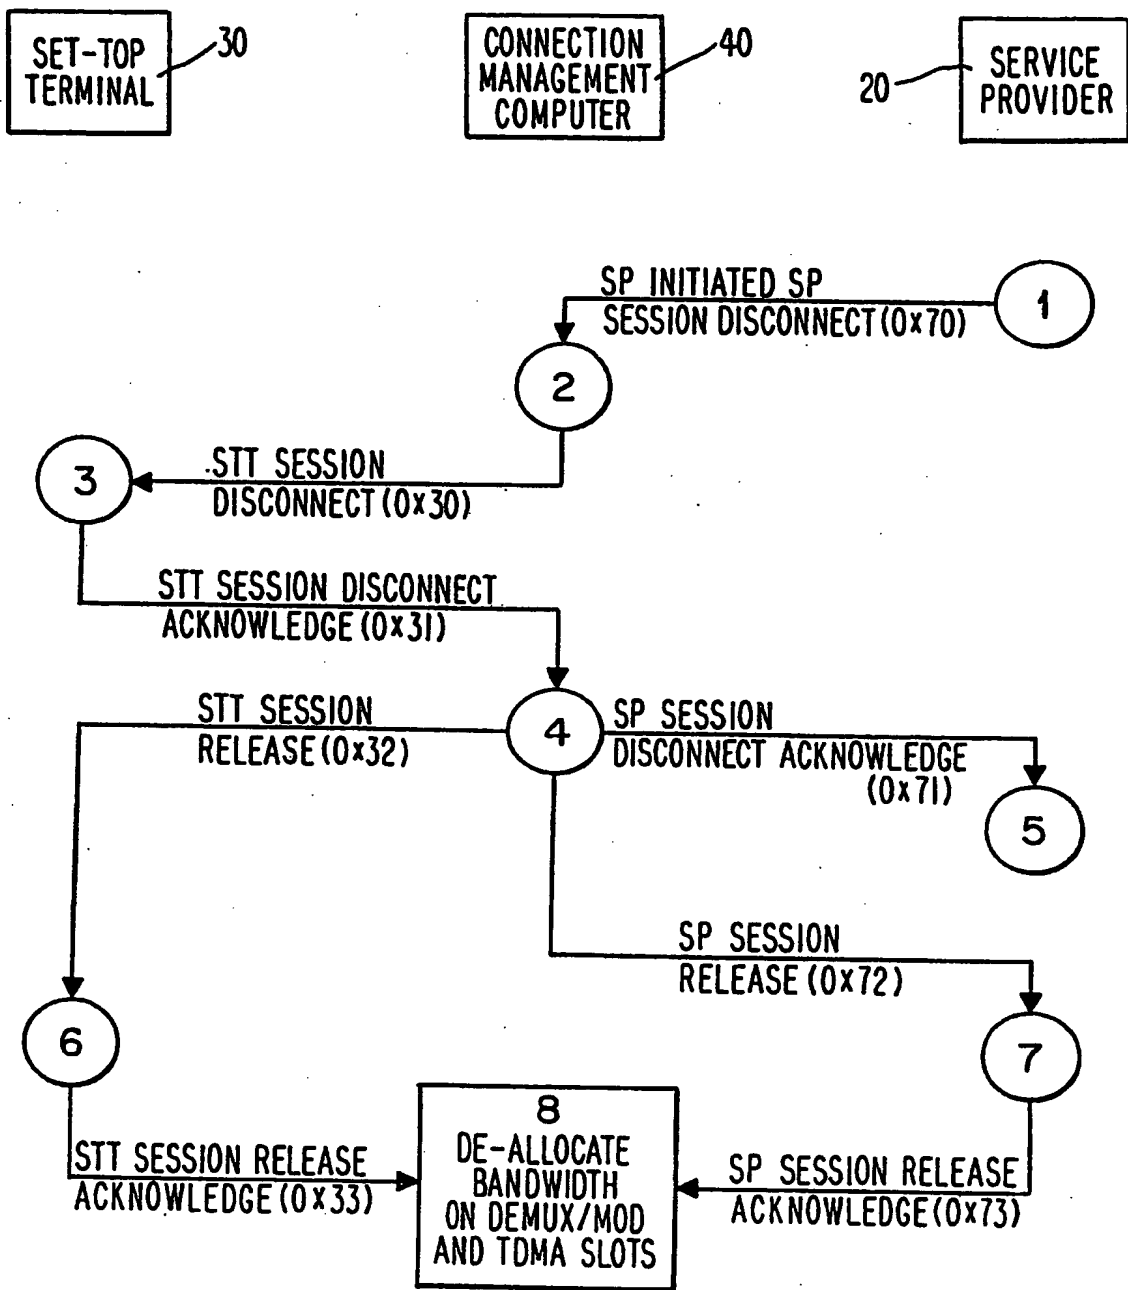 SET-TOP
TERMINAL
30
CONNECTION
MANAGEMENT
COMPUTER
40
20
SERVICE
PROVIDER
SP INITIATED SP
SESSION DISCONNECT (0x70)
1
2
3
STT SESSION
DISCONNECT (0x30)
STT SESSION DISCONNECT
ACKNOWLEDGE (0x31)
STT SESSION
RELEASE (0x32)
4
SP SESSION
DISCONNECT ACKNOWLEDGE
(0x71)
5
SP SESSION
RELEASE (0x72)
6
7
STT SESSION RELEASE
ACKNOWLEDGE (0x33)
8
DE-ALLOCATE
BANDWIDTH
ON DEMUX/MOD
AND TDMA SLOTS
SP SESSION RELEASE
ACKNOWLEDGE (0x73)